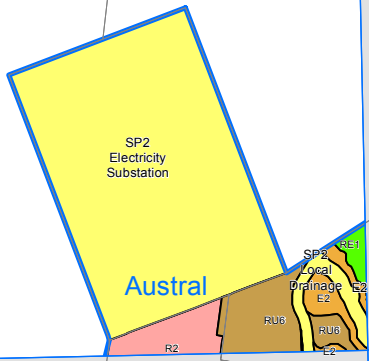 SP2
Electricity
Substation
RE1
SP2
Local
Drainage
Austral
E2
E2
RU6
RU6
R2
E2